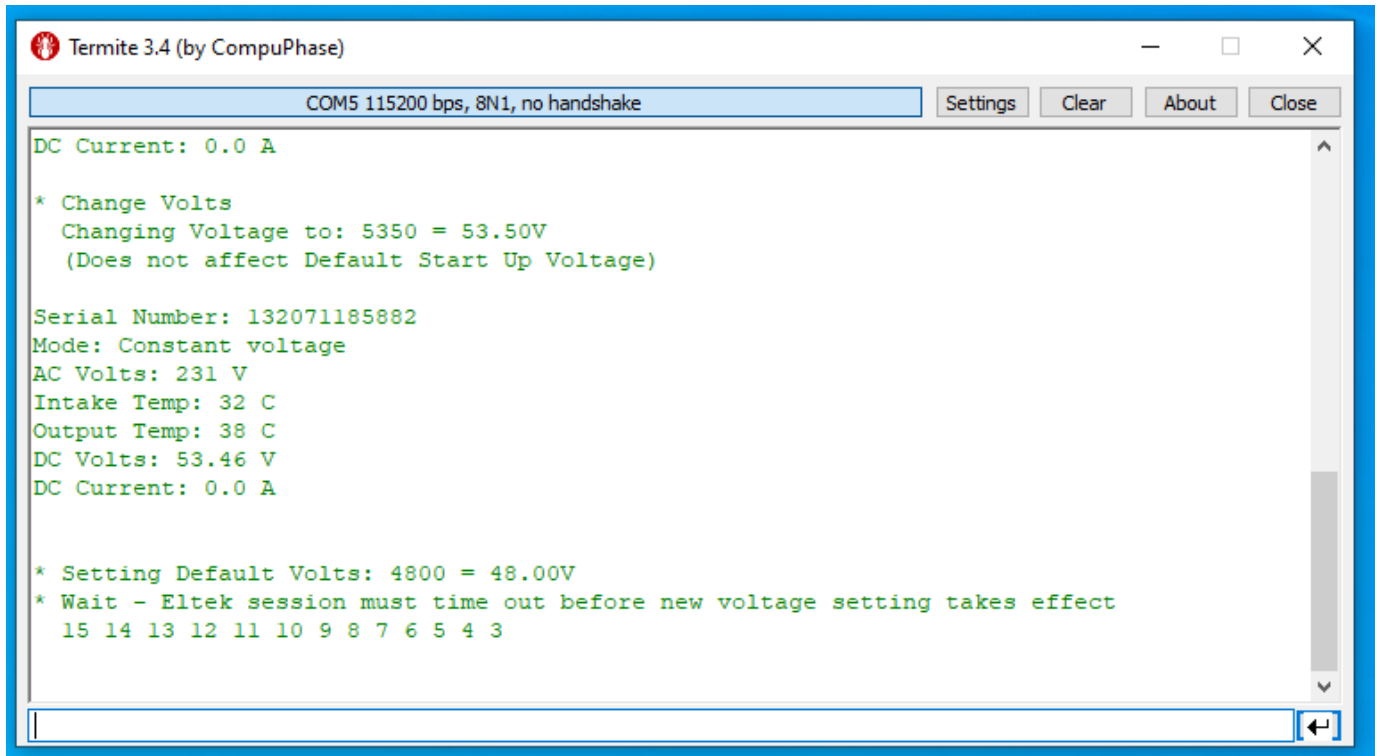 Termite 3.4 (by CompuPhase)
COM5 115200 bps, 8N1, no handshake
Settings
Clear
About
Close
DC Current: 0.0 A
* Change Volts
Changing Voltage to: 5350 = 53.50V
(Does not affect Default Start Up Voltage)
Serial Number: 132071185882
Mode: Constant voltage
AC Volts: 231 V
Intake Temp: 32 C
Output Temp: 38 C
DC Volts: 53.46 V
DC Current: 0.0 A
* Setting Default Volts: 4800 = 48.00V
* Wait - Eltek session must time out before new voltage setting takes effect
15 14 13 12 11 10 9 8 7 6 5 4 3